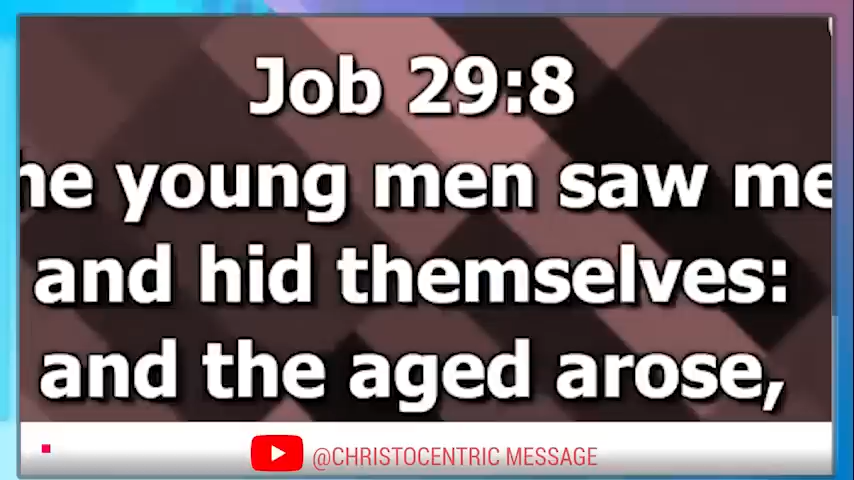 Job 29:8
he young men saw me
and hid themselves:
and the aged arose,
@CHRISTOCENTRIC MESSAGE